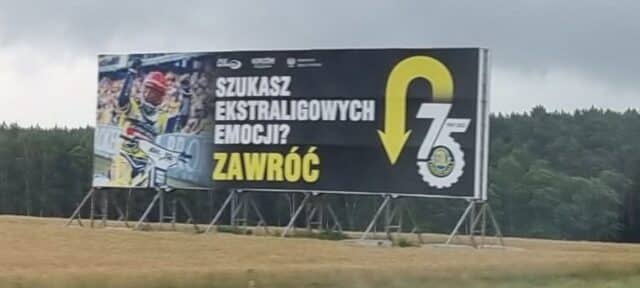 SZUKASZ
EKSTRALIGOWYCH
EMOCJI?
ZAWRÓĆ
75